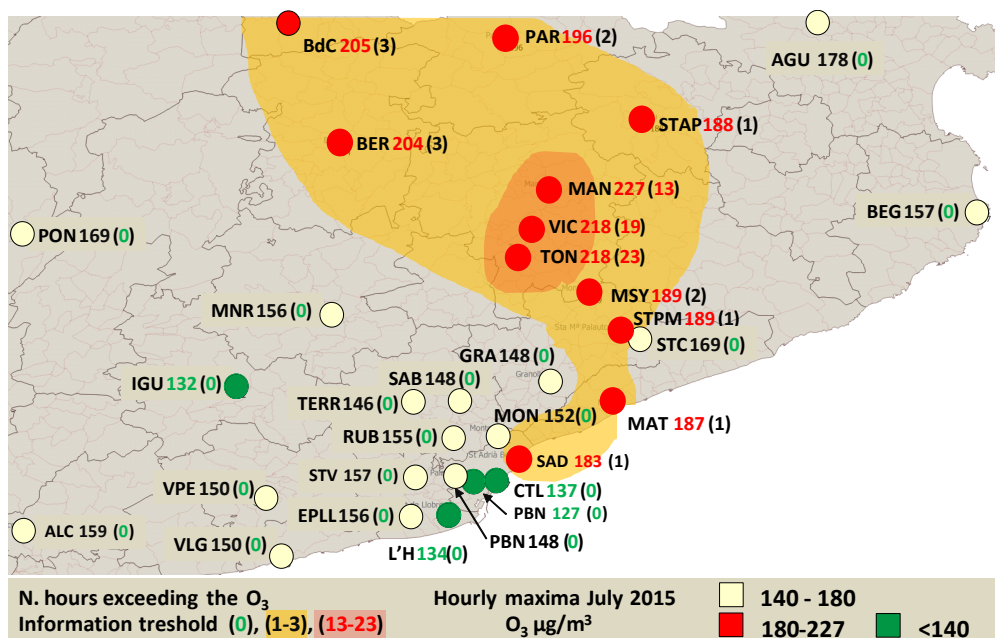 BdC 205 (3)
PAR 196 (2)
AGU 178 (0)
STAP 188 (1)
BER 204 (3)
MAN 227 (13)
BEG 157 (0)
VIC 218 (19)
PON 169 (0)
TON 218 (23)
MSY 189 (2)
MNR 156 (0)
STPM 189 (1)
Sta Mª Palauto
STC 169 (0)
GRA 148 (0)
SAB 148 (0)
IGU 132 (0)
TERR 146 (0)
MON 152 (0)
MAT 187 (1)
RUB 155 (0)
St Adria B
SAD 183 (1)
STV 157 (0)
CTL 137 (0)
VPE 150 (0)
PBN 127 (0)
EPLL 156 (0)
ALC 159 (0)
PBN 148 (0)
VLG 150 (0)
L'H 134(0)
N. hours exceeding the O3
Information treshold (0), (1-3), (13-23)
Hourly maxima July 2015
O3 µg/m³
140 - 180
180-227
<140